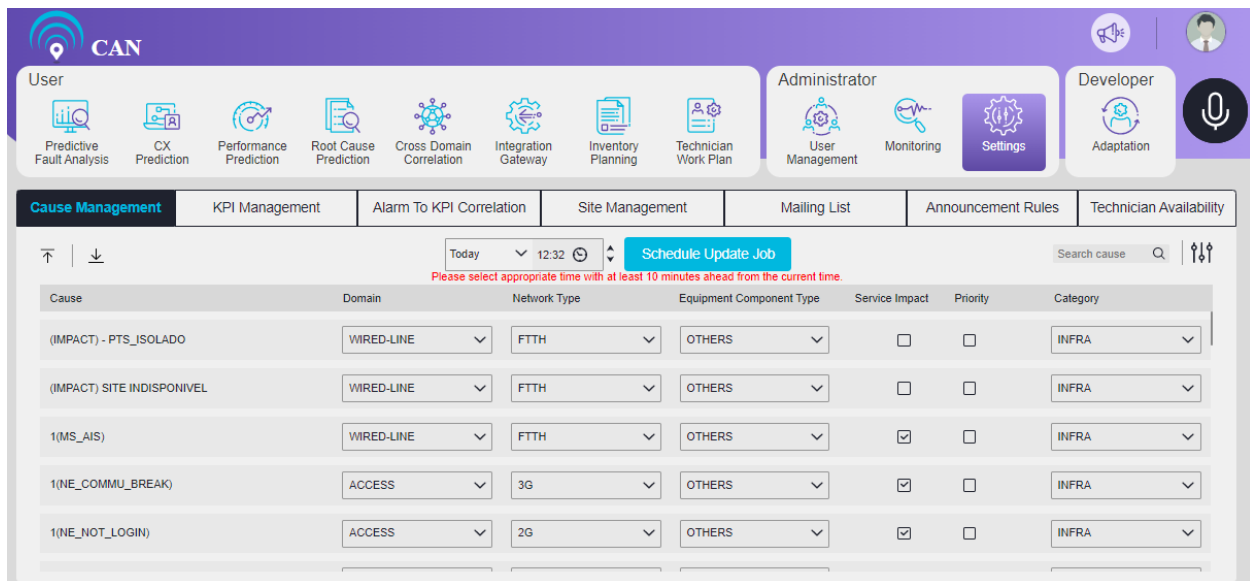 CAN
User
Administrator
Developer
Predictive
Fault Analysis
CX
Prediction
Performance
Prediction
Root Cause
Prediction
Cross Domain
Correlation
Integration
Gateway
Inventory
Planning
Technician
Work Plan
User
Management
Monitoring
Settings
Adaptation
Cause Management KPI Management Alarm To KPI Correlation Site Management Mailing List Announcement Rules Technician Availability
Today 12:32 Schedule Update Job Search cause
Please select appropriate time with at least 10 minutes ahead from the current time.
Cause Domain Network Type Equipment Component Type Service Impact Priority Category
(IMPACT) - PTS_ISOLADO WIRED-LINE FTTH OTHERS INFRA
(IMPACT) SITE INDISPONIVEL WIRED-LINE FTTH OTHERS INFRA
1(MS_AIS) WIRED-LINE FTTH OTHERS INFRA
1(NE_COMMU_BREAK) ACCESS 3G OTHERS INFRA
1(NE_NOT_LOGIN) ACCESS 2G OTHERS INFRA